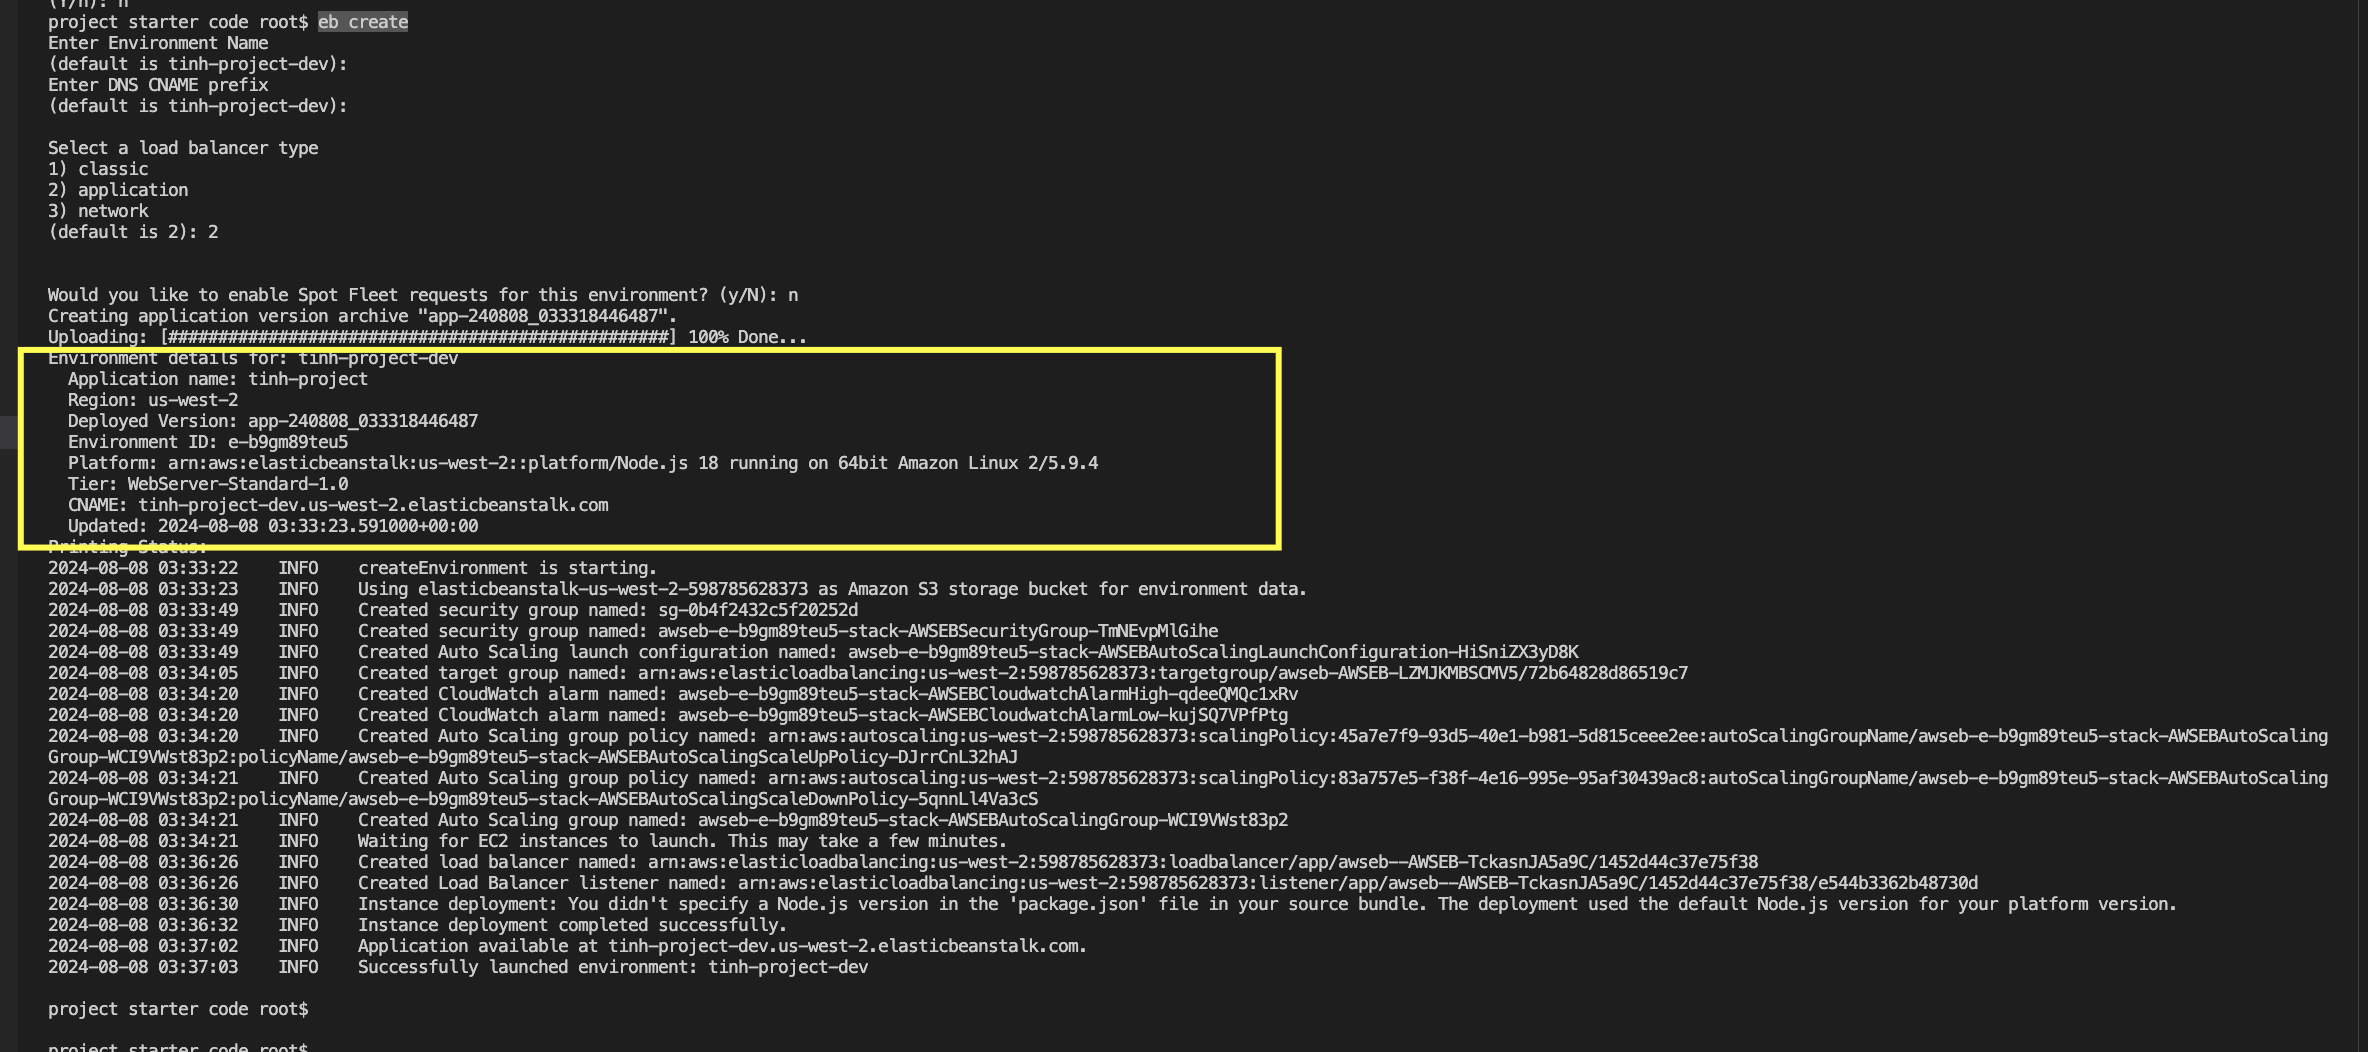 (Y/n): n
project starter code root$ eb create
Enter Environment Name
(default is tinh-project-dev):
Enter DNS CNAME prefix
(default is tinh-project-dev):
Select a load balancer type
1) classic
2) application
3) network
(default is 2): 2
Would you like to enable Spot Fleet requests for this environment? (y/N): n
Creating application version archive "app-240808_033318446487".
Uploading: [##################################################] 100% Done...
Environment details for: tinh-project-dev
  Application name: tinh-project
  Region: us-west-2
  Deployed Version: app-240808_033318446487
  Environment ID: e-b9gm89teu5
  Platform: arn:aws:elasticbeanstalk:us-west-2::platform/Node.js 18 running on 64bit Amazon Linux 2/5.9.4
  Tier: WebServer-Standard-1.0
  CNAME: tinh-project-dev.us-west-2.elasticbeanstalk.com
  Updated: 2024-08-08 03:33:23.591000+00:00
Printing Status:
2024-08-08 03:33:22    INFO    createEnvironment is starting.
2024-08-08 03:33:23    INFO    Using elasticbeanstalk-us-west-2-598785628373 as Amazon S3 storage bucket for environment data.
2024-08-08 03:33:49    INFO    Created security group named: sg-0b4f2432c5f20252d
2024-08-08 03:33:49    INFO    Created security group named: awseb-e-b9gm89teu5-stack-AWSEBSecurityGroup-TmNEvpMlGihe
2024-08-08 03:33:49    INFO    Created Auto Scaling launch configuration named: awseb-e-b9gm89teu5-stack-AWSEBAutoScalingLaunchConfiguration-HiSniZX3yD8K
2024-08-08 03:34:05    INFO    Created target group named: arn:aws:elasticloadbalancing:us-west-2:598785628373:targetgroup/awseb-AWSEB-LZMJKMBSCMV5/72b64828d86519c7
2024-08-08 03:34:20    INFO    Created CloudWatch alarm named: awseb-e-b9gm89teu5-stack-AWSEBCloudwatchAlarmHigh-qdeeQMQc1xRv
2024-08-08 03:34:20    INFO    Created CloudWatch alarm named: awseb-e-b9gm89teu5-stack-AWSEBCloudwatchAlarmLow-kujSQ7VPfPtg
2024-08-08 03:34:20    INFO    Created Auto Scaling group policy named: arn:aws:autoscaling:us-west-2:598785628373:scalingPolicy:45a7e7f9-93d5-40e1-b981-5d815ceee2ee:autoScalingGroupName/awseb-e-b9gm89teu5-stack-AWSEBAutoScaling
Group-WCI9VWst83p2:policyName/awseb-e-b9gm89teu5-stack-AWSEBAutoScalingScaleUpPolicy-DJrrCnL32hAJ
2024-08-08 03:34:21    INFO    Created Auto Scaling group policy named: arn:aws:autoscaling:us-west-2:598785628373:scalingPolicy:83a757e5-f38f-4e16-995e-95af30439ac8:autoScalingGroupName/awseb-e-b9gm89teu5-stack-AWSEBAutoScaling
Group-WCI9VWst83p2:policyName/awseb-e-b9gm89teu5-stack-AWSEBAutoScalingScaleDownPolicy-5qnnLl4Va3cS
2024-08-08 03:34:21    INFO    Created Auto Scaling group named: awseb-e-b9gm89teu5-stack-AWSEBAutoScalingGroup-WCI9VWst83p2
2024-08-08 03:34:21    INFO    Waiting for EC2 instances to launch. This may take a few minutes.
2024-08-08 03:36:26    INFO    Created load balancer named: arn:aws:elasticloadbalancing:us-west-2:598785628373:loadbalancer/app/awseb--AWSEB-TckasnJA5a9C/1452d44c37e75f38
2024-08-08 03:36:26    INFO    Created Load Balancer listener named: arn:aws:elasticloadbalancing:us-west-2:598785628373:listener/app/awseb--AWSEB-TckasnJA5a9C/1452d44c37e75f38/e544b3362b48730d
2024-08-08 03:36:30    INFO    Instance deployment: You didn't specify a Node.js version in the 'package.json' file in your source bundle. The deployment used the default Node.js version for your platform version.
2024-08-08 03:36:32    INFO    Instance deployment completed successfully.
2024-08-08 03:37:02    INFO    Application available at tinh-project-dev.us-west-2.elasticbeanstalk.com.
2024-08-08 03:37:03    INFO    Successfully launched environment: tinh-project-dev
project starter code root$
project starter code root$